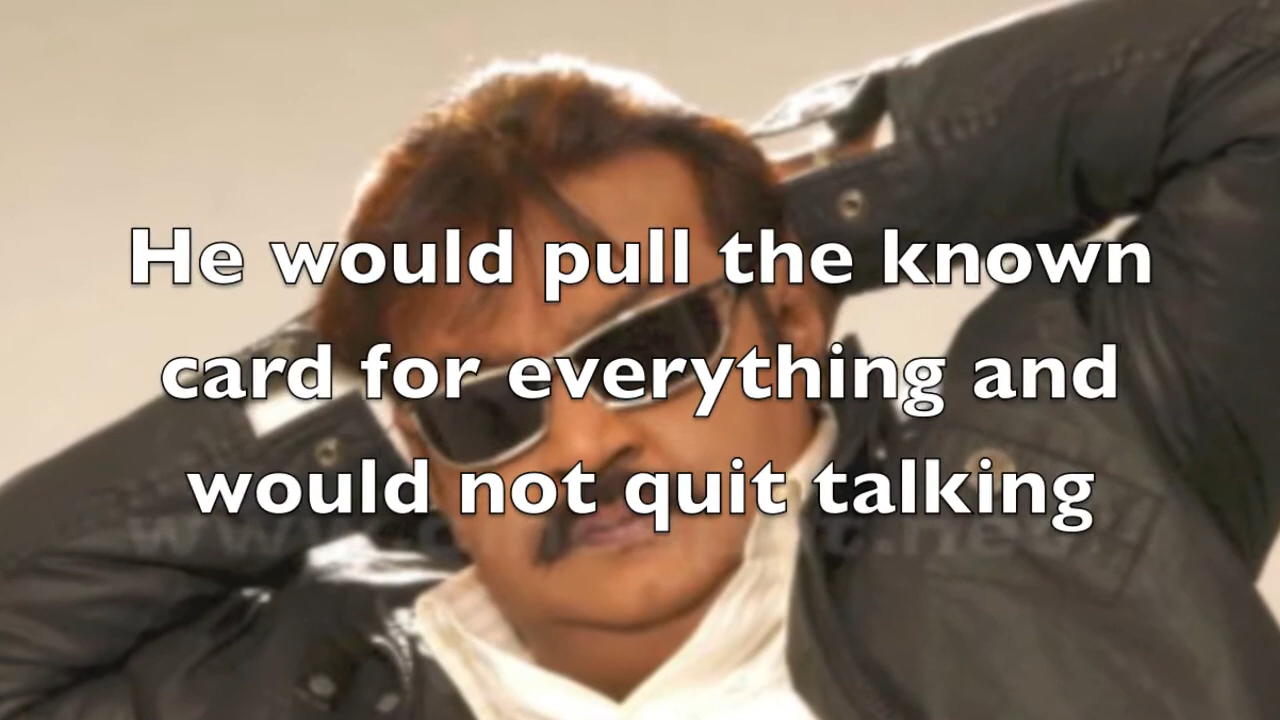 He would pull the known
card for everything and
would not quit talking